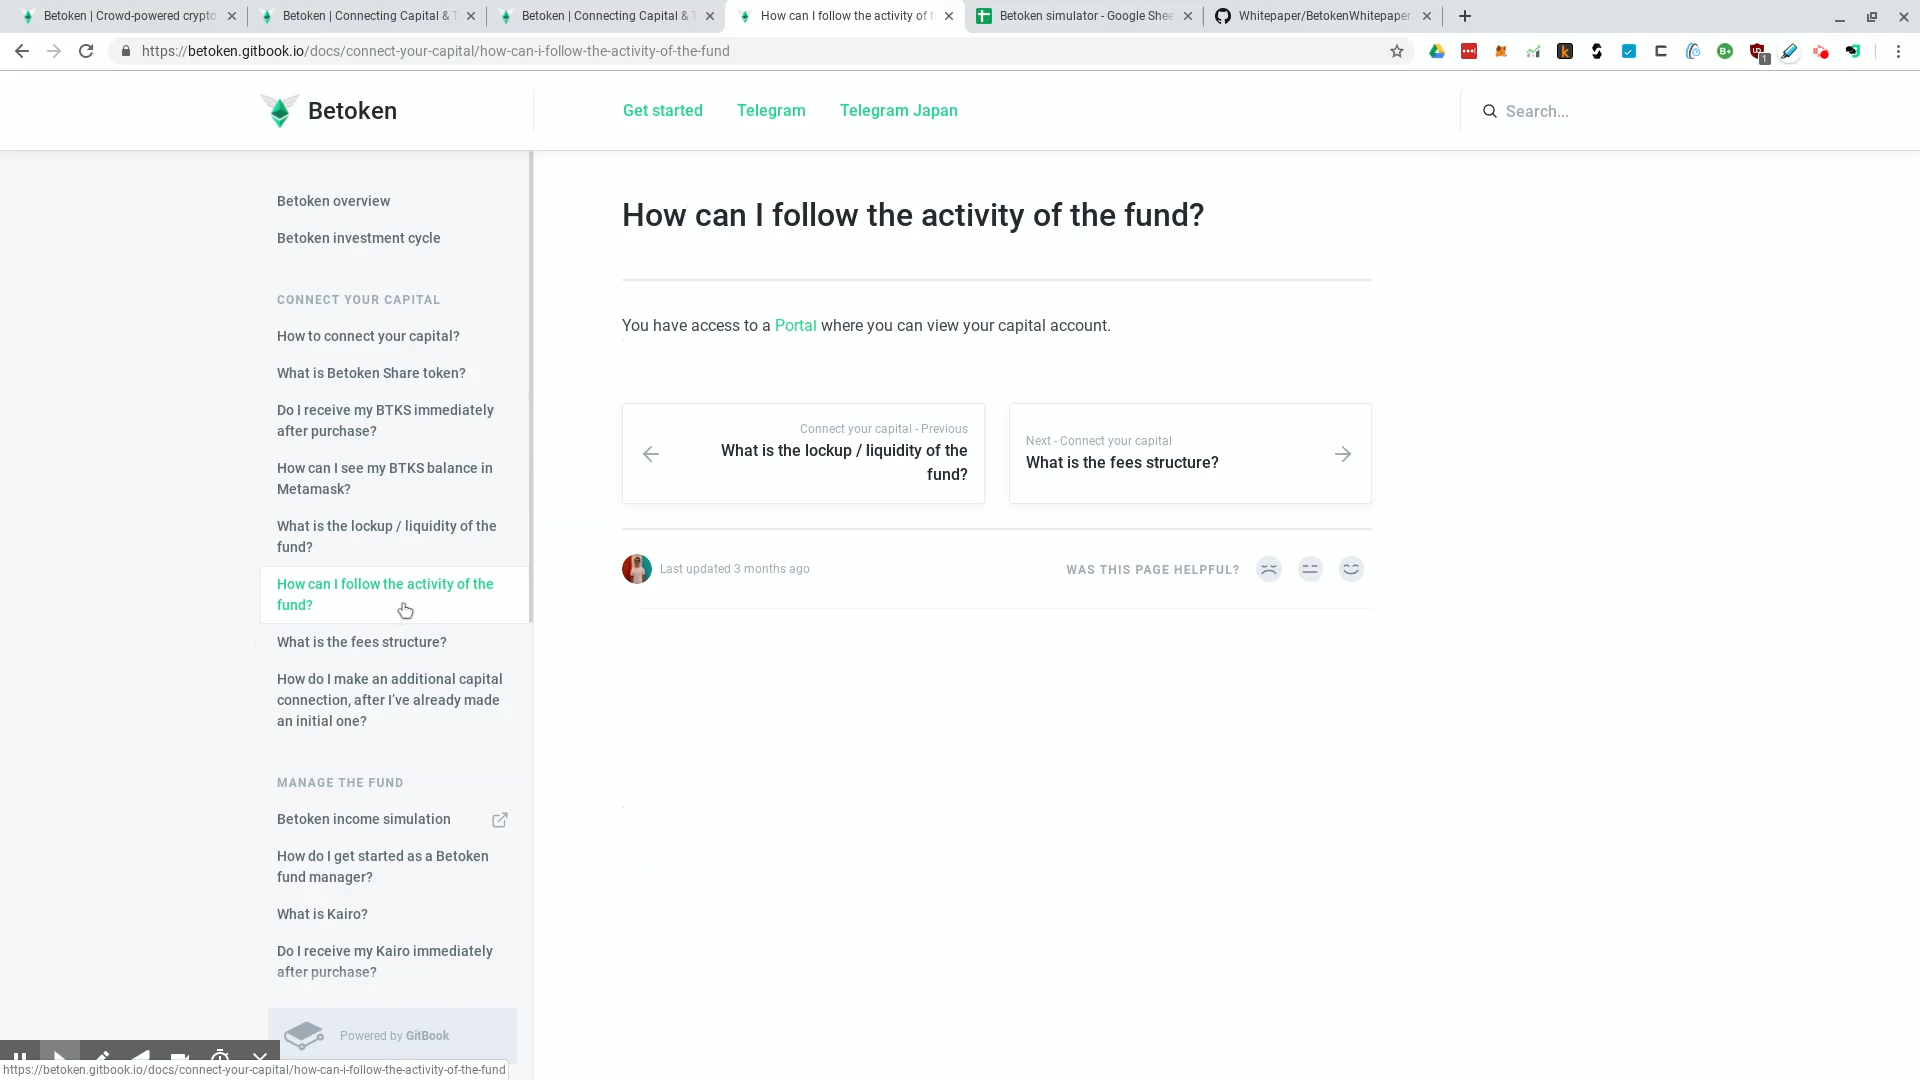 Betoken | Crowd-powered crypto
Betoken | Connecting Capital & T
Betoken | Connecting Capital & T
How can I follow the activity of t
Betoken simulator - Google Shee
Whitepaper/BetokenWhitepaper.
https://betoken.gitbook.io/docs/connect-your-capital/how-can-i-follow-the-activity-of-the-fund
Betoken
Get started
Telegram
Telegram Japan
Search...
Betoken overview
Betoken investment cycle
CONNECT YOUR CAPITAL
How to connect your capital?
What is Betoken Share token?
Do I receive my BTKS immediately
after purchase?
How can I see my BTKS balance in
Metamask?
What is the lockup / liquidity of the
fund?
How can I follow the activity of the
fund?
What is the fees structure?
How do I make an additional capital
connection, after I've already made
an initial one?
MANAGE THE FUND
Betoken income simulation
How do I get started as a Betoken
fund manager?
What is Kairo?
Do I receive my Kairo immediately
after purchase?
Powered by GitBook
How can I follow the activity of the fund?
You have access to a Portal where you can view your capital account.
Connect your capital - Previous
What is the lockup / liquidity of the
fund?
Next - Connect your capital
What is the fees structure?
Last updated 3 months ago
WAS THIS PAGE HELPFUL?
https://betoken.gitbook.io/docs/connect-your-capital/how-can-i-follow-the-activity-of-the-fund